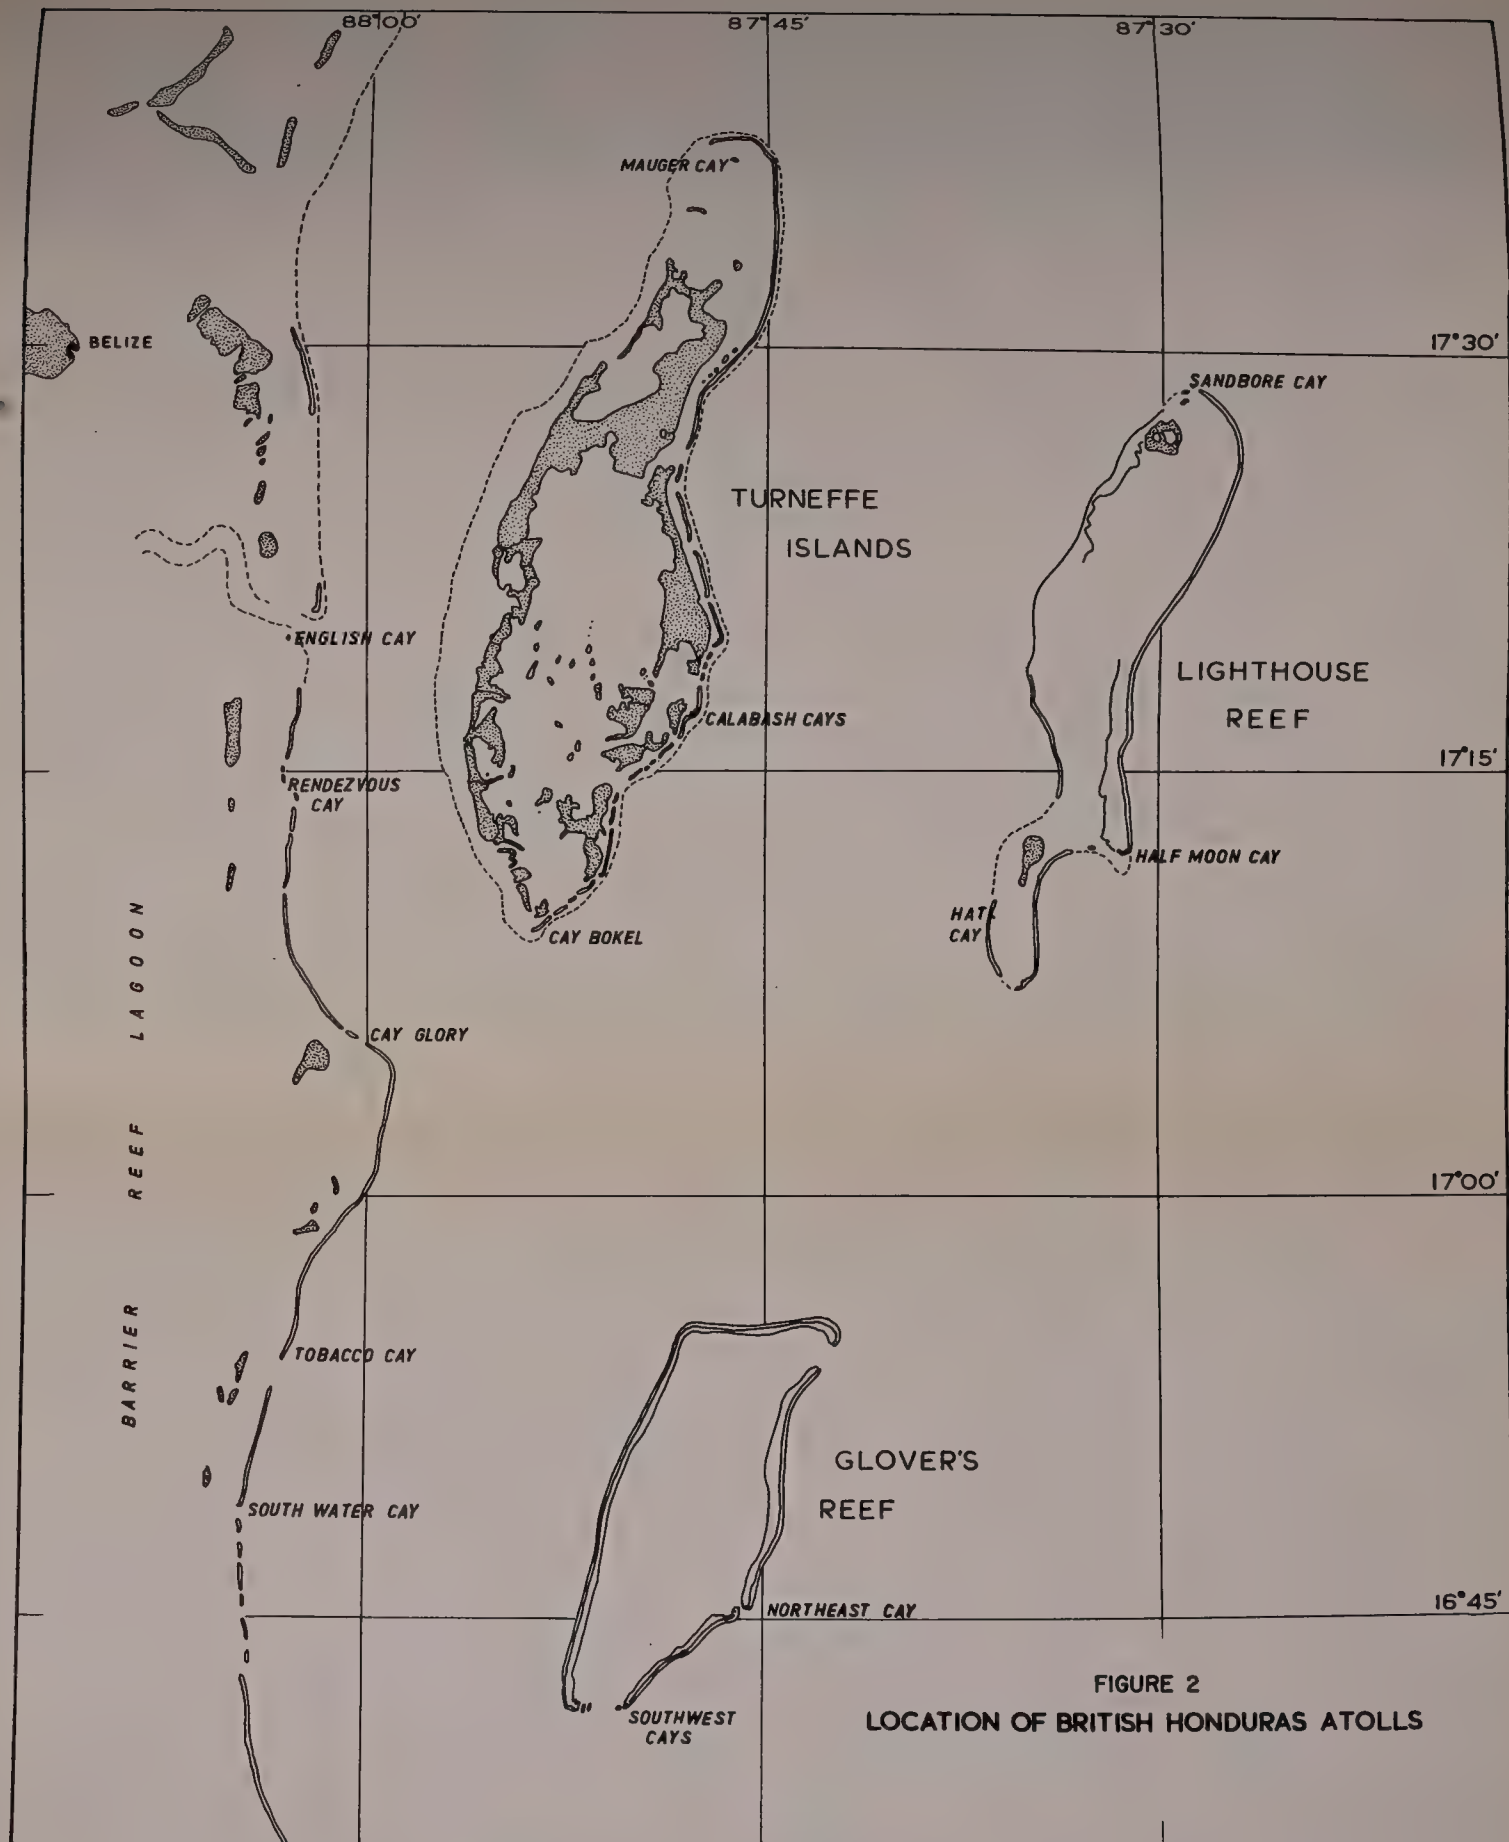 88°00'
87°45'
87°30'
MAUGER CAY
BELIZE
17°30'
SANDBORE CAY
TURNEFFE
ISLANDS
ENGLISH CAY
LIGHTHOUSE
REEF
CALABASH CAYS
17°15'
RENDEZVOUS
CAY
HALF MOON CAY
HAT
CAY
CAY BOKEL
BARRIER REEF LAGOON
CAY GLORY
17°00'
TOBACCO CAY
GLOVER'S
REEF
SOUTH WATER CAY
NORTHEAST CAY
16°45'
SOUTHWEST
CAYS
FIGURE 2
LOCATION OF BRITISH HONDURAS ATOLLS